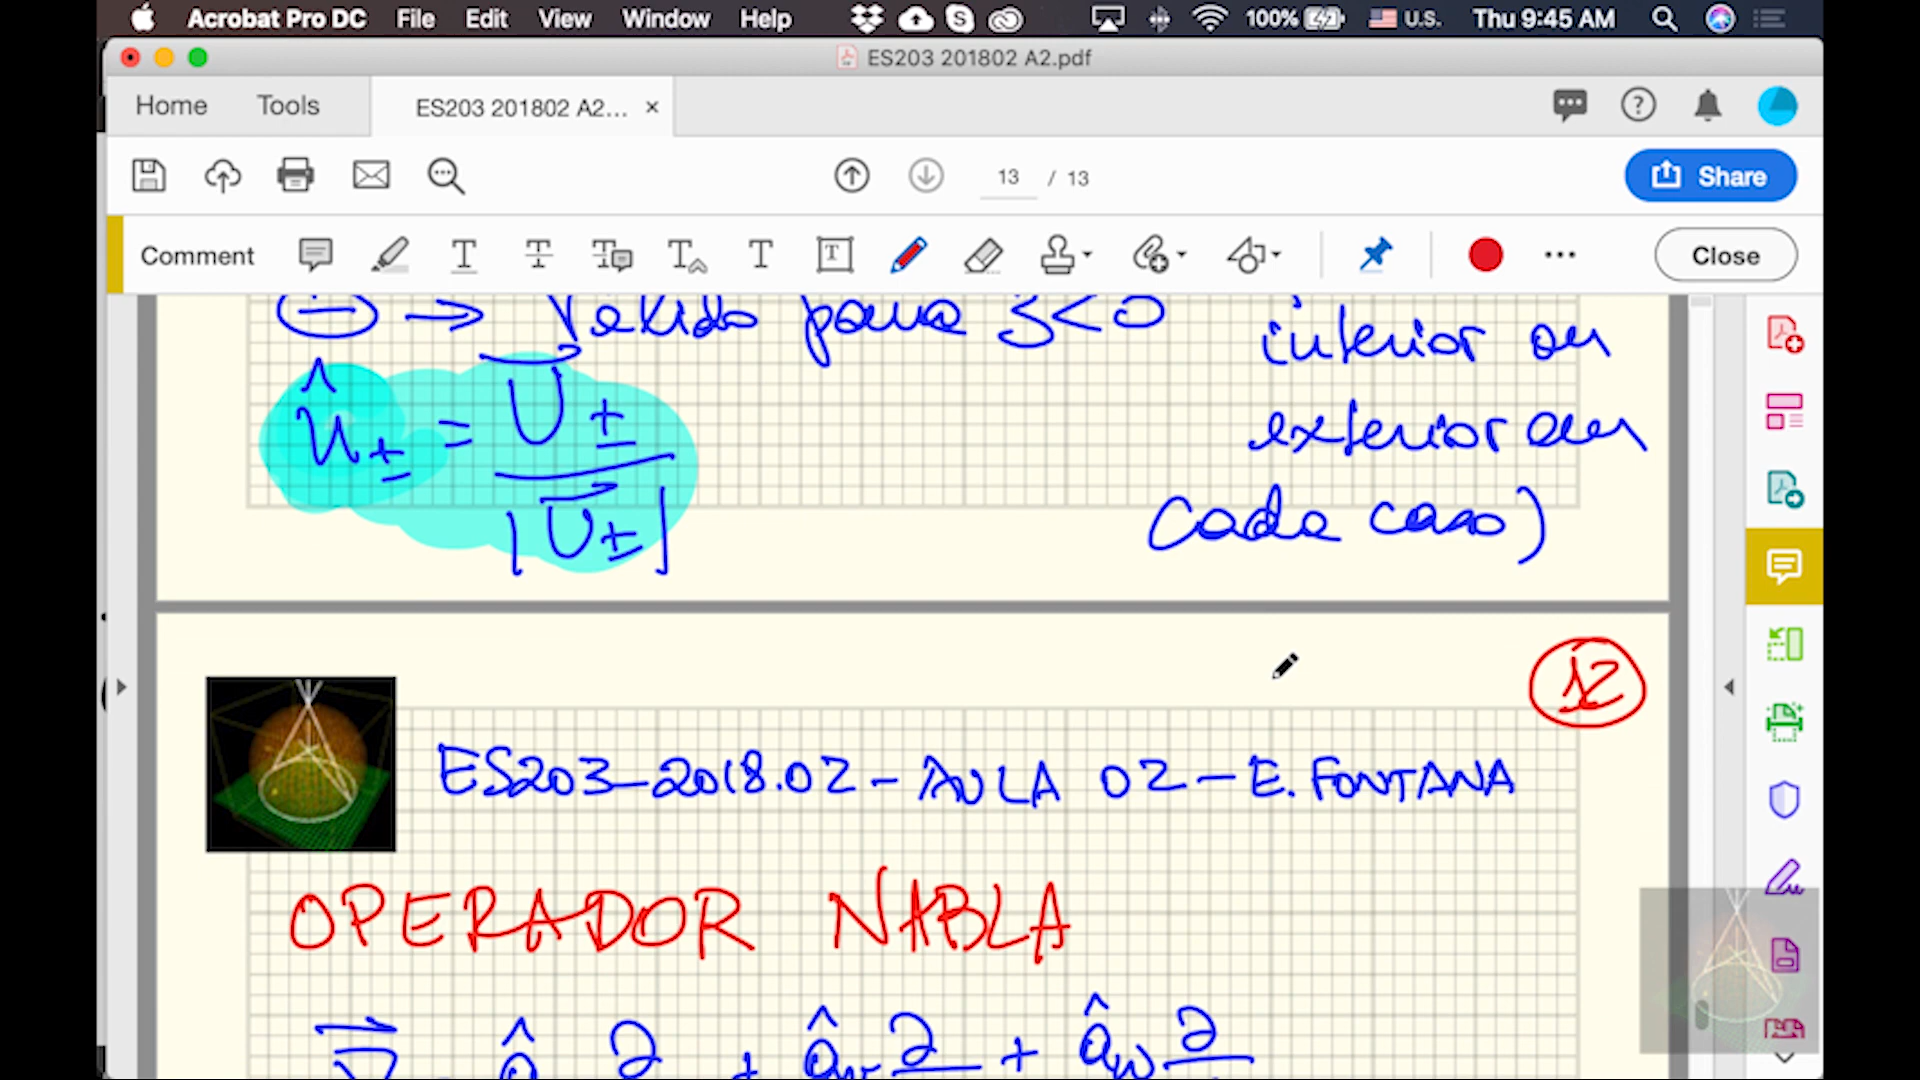 Acrobat Pro DC File Edit View Window Help 100% U.S. Thu 9:45 AM
ES203 201802 A2.pdf
Home Tools ES203 201802 A2... ×
13 / 13 Share
Comment T T T T T T ... Close
⊖ → Válido para z<0
interior ou
exterior em
cada caso)
û± = U⃗± / |U⃗±|
12
ES203-2018.02-AULA 02-E. FONTANA
OPERADOR NABLA
∂ + âv ∂ + âw ∂